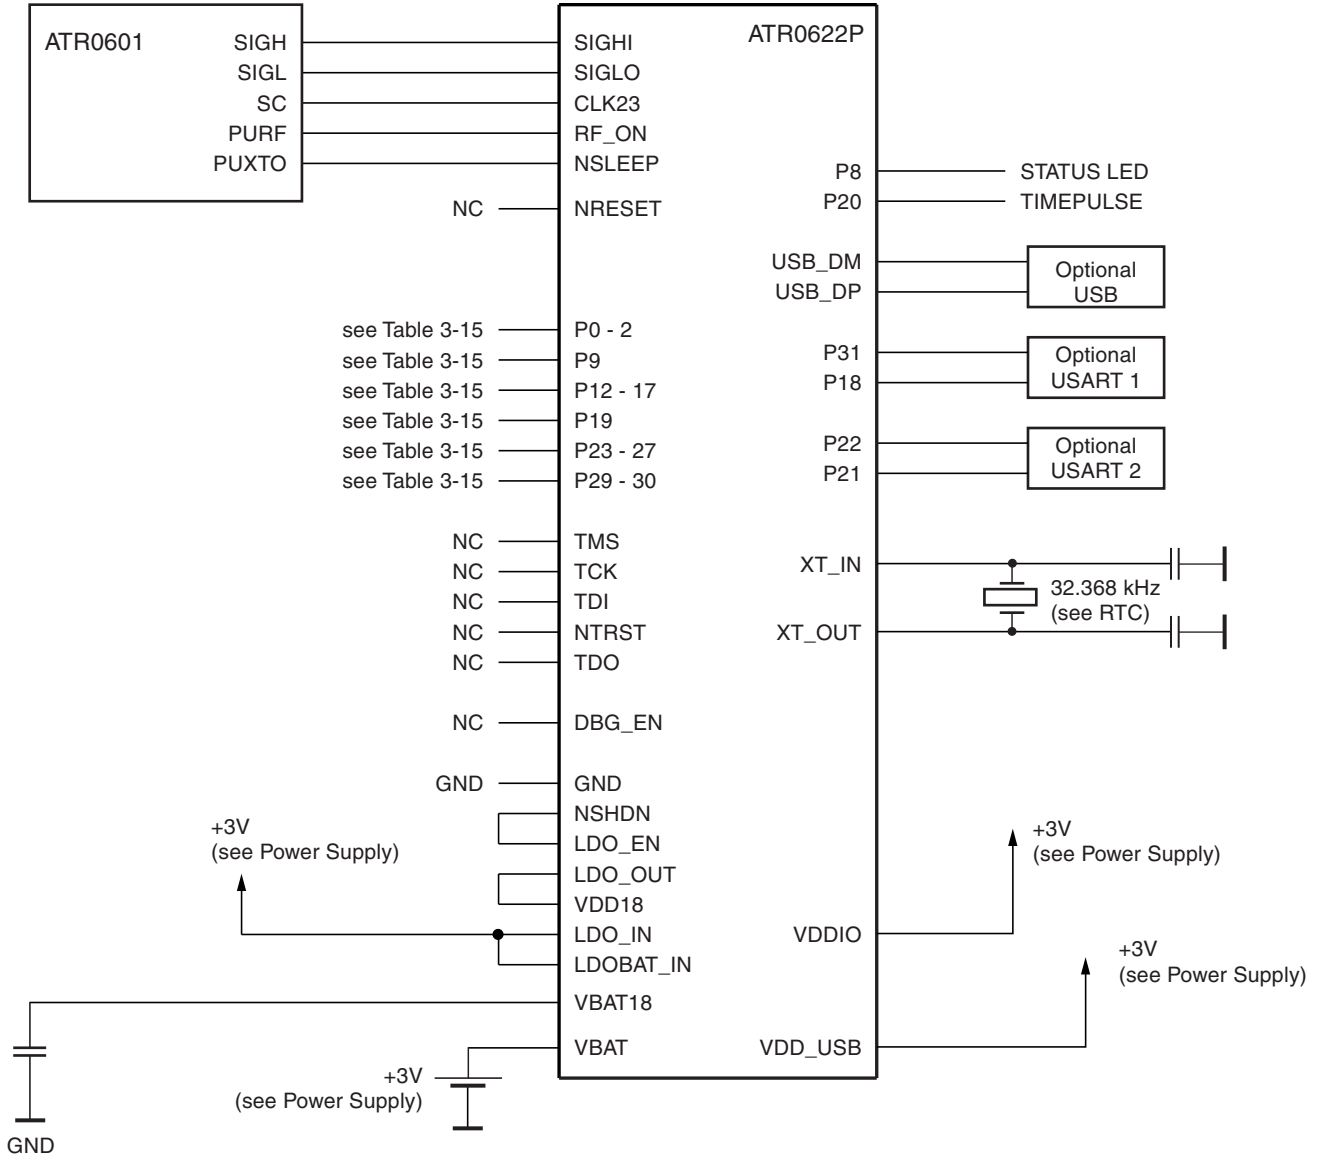 ATR0601
SIGH
SIGL
SC
PURF
PUXTO
ATR0622P
SIGHI
SIGLO
CLK23
RF_ON
NSLEEP
NC
NRESET
see Table 3-15
P0 - 2
see Table 3-15
P9
see Table 3-15
P12 - 17
see Table 3-15
P19
see Table 3-15
P23 - 27
see Table 3-15
P29 - 30
NC
TMS
NC
TCK
NC
TDI
NC
NTRST
NC
TDO
NC
DBG_EN
GND
GND
NSHDN
LDO_EN
LDO_OUT
VDD18
LDO_IN
LDOBAT_IN
VBAT18
VBAT
+3V
(see Power Supply)
+3V
(see Power Supply)
GND
P8
STATUS LED
P20
TIMEPULSE
USB_DM
USB_DP
Optional
USB
P31
P18
Optional
USART 1
P22
P21
Optional
USART 2
XT_IN
32.368 kHz
(see RTC)
XT_OUT
+3V
(see Power Supply)
VDDIO
+3V
(see Power Supply)
VDD_USB